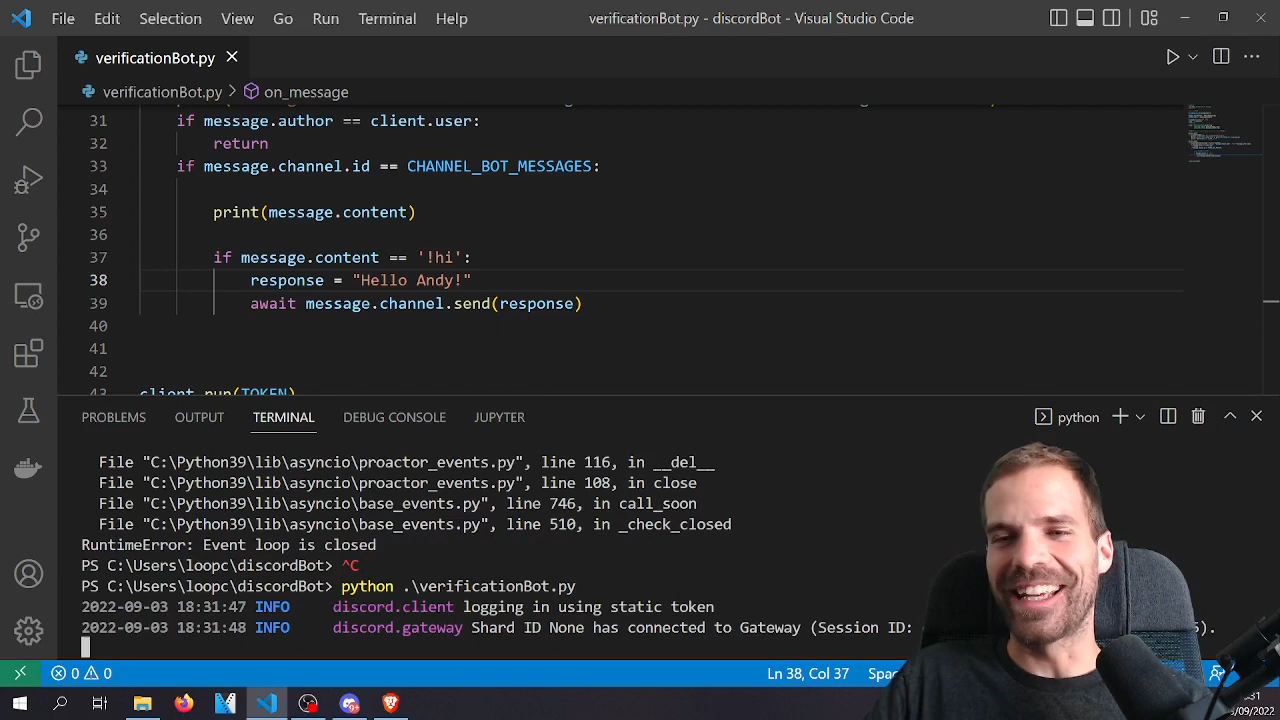 File Edit Selection View Go Run Terminal Help verificationBot.py - discordBot - Visual Studio Code
verificationBot.py
verificationBot.py > on_message
31 if message.author == client.user:
32 return
33 if message.channel.id == CHANNEL_BOT_MESSAGES:
34
35 print(message.content)
36
37 if message.content == '!hi':
38 response = "Hello Andy!"
39 await message.channel.send(response)
40
41
42
43 client.run(TOKEN)
PROBLEMS OUTPUT TERMINAL DEBUG CONSOLE JUPYTER python
File "C:\Python39\lib\asyncio\proactor_events.py", line 116, in __del__
File "C:\Python39\lib\asyncio\proactor_events.py", line 108, in close
File "C:\Python39\lib\asyncio\base_events.py", line 746, in call_soon
File "C:\Python39\lib\asyncio\base_events.py", line 510, in _check_closed
RuntimeError: Event loop is closed
PS C:\Users\loopc\discordBot> ^C
PS C:\Users\loopc\discordBot> python .\verificationBot.py
2022-09-03 18:31:47 INFO discord.client logging in using static token
2022-09-03 18:31:48 INFO discord.gateway Shard ID None has connected to Gateway (Session ID: ).
0 0 Ln 38, Col 37
/09/2022